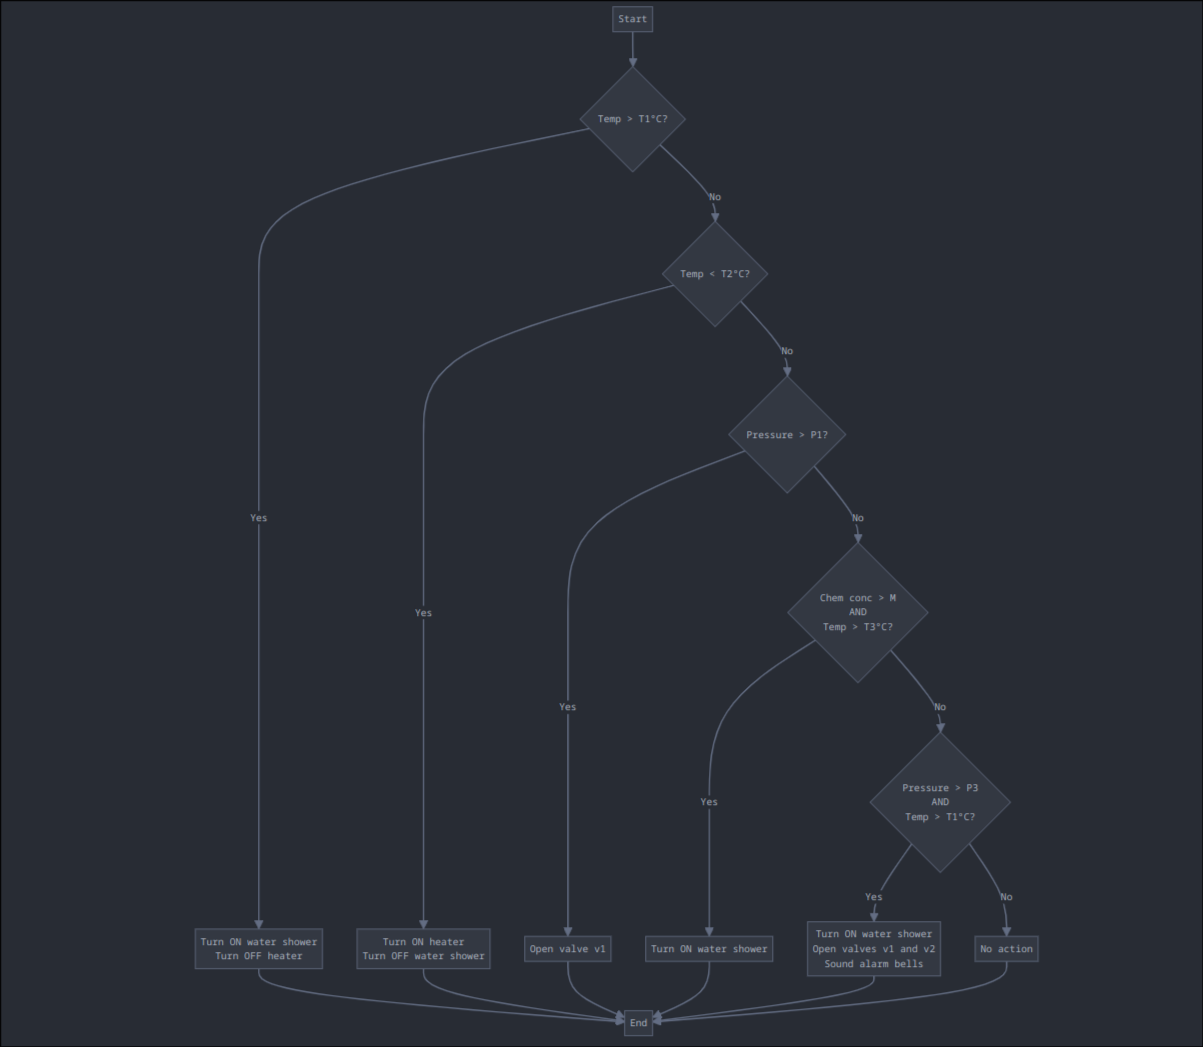 Start
Temp > T1°C?
No
Temp < T2°C?
No
Pressure > P1?
Yes
No
Chem conc > M
AND
Temp > T3°C?
Yes
Yes
No
Pressure > P3
AND
Temp > T1°C?
Yes
Yes
No
Turn ON water shower
Turn OFF heater
Turn ON heater
Turn OFF water shower
Open valve v1
Turn ON water shower
Turn ON water shower
Open valves v1 and v2
Sound alarm bells
No action
End